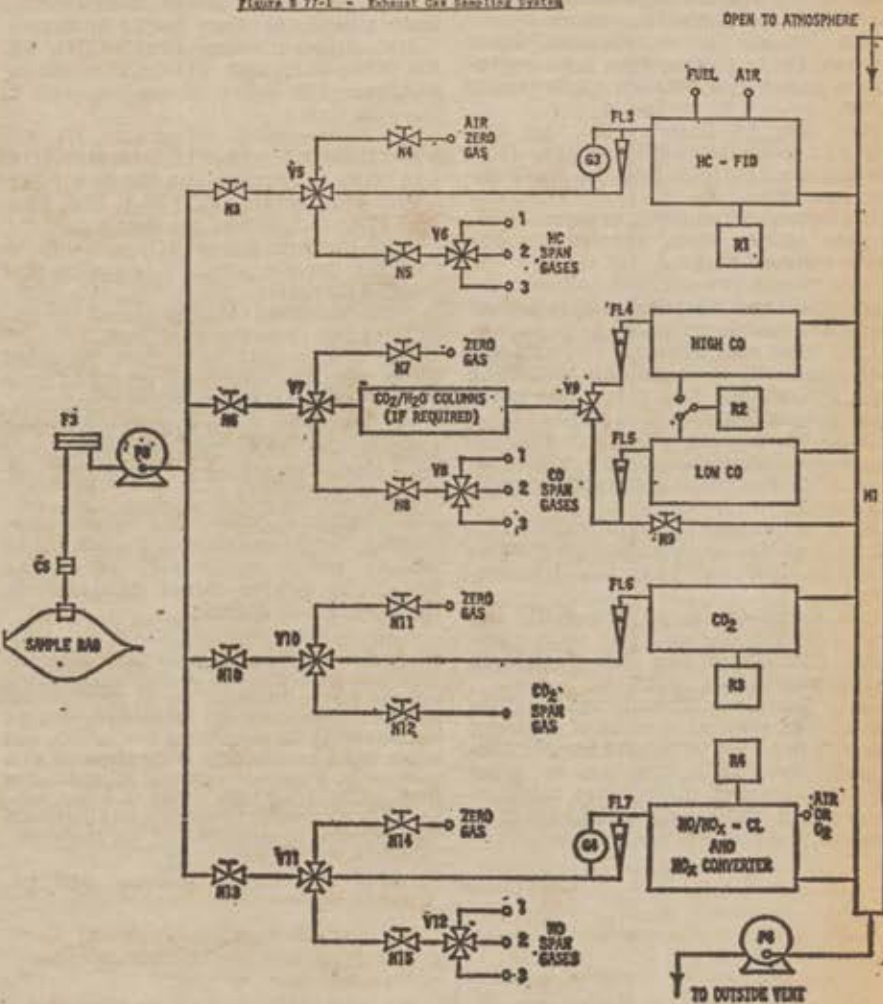 Exhaust Gas Sampling System
OPEN TO ATMOSPHERE
FUEL AIR
FL3
AIR
ZERO
GAS
N4
G3
HC - FID
V5
N3
R1
V6
N5
1
2
3
HC
SPAN
GASES
FL4
HIGH CO
N7
ZERO
GAS
V7
N6
CO2/H2O COLUMNS
(IF REQUIRED)
V9
R2
FL5
LOW CO
V8
N8
1
2
3
CO
SPAN
GASES
N9
M1
CS
SAMPLE BAG
FL6
CO2
N11
ZERO
GAS
V10
N10
R3
N12
CO2
SPAN
GAS
R4
FL7
NO/NOX - CL
AND
NOX CONVERTER
AIR
OR
O2
N14
ZERO
GAS
V11
G4
N13
V12
N15
1
2
3
NO
SPAN
GASES
TO OUTSIDE VENT